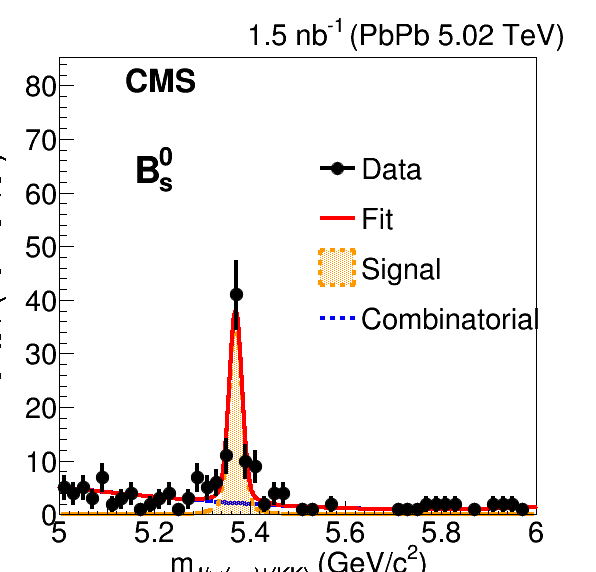 1.5 nb⁻¹ (PbPb 5.02 TeV)
CMS
B⁰ₛ
Data
Fit
Signal
Combinatorial
80
70
60
50
40
30
20
10
0
5 5.2 5.4 5.6 5.8 6
m (GeV/c²)